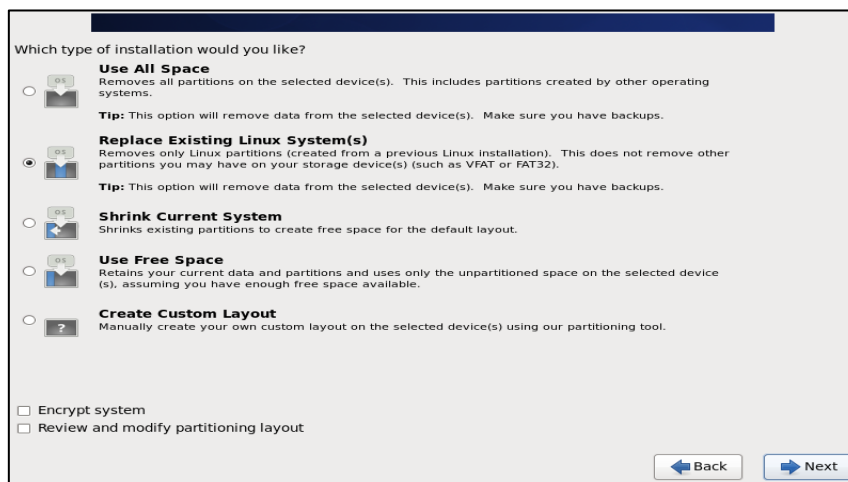 Which type of installation would you like?
Use All Space
OS
Removes all partitions on the selected device(s). This includes partitions created by other operating
systems.
Tip: This option will remove data from the selected device(s). Make sure you have backups.
Replace Existing Linux System(s)
OS
Removes only Linux partitions (created from a previous Linux installation). This does not remove other
partitions you may have on your storage device(s) (such as VFAT or FAT32).
Tip: This option will remove data from the selected device(s). Make sure you have backups.
Shrink Current System
OS
Shrinks existing partitions to create free space for the default layout.
Use Free Space
OS
Retains your current data and partitions and uses only the unpartitioned space on the selected device
(s), assuming you have enough free space available.
Create Custom Layout
?
Manually create your own custom layout on the selected device(s) using our partitioning tool.
Encrypt system
Review and modify partitioning layout
Back
Next